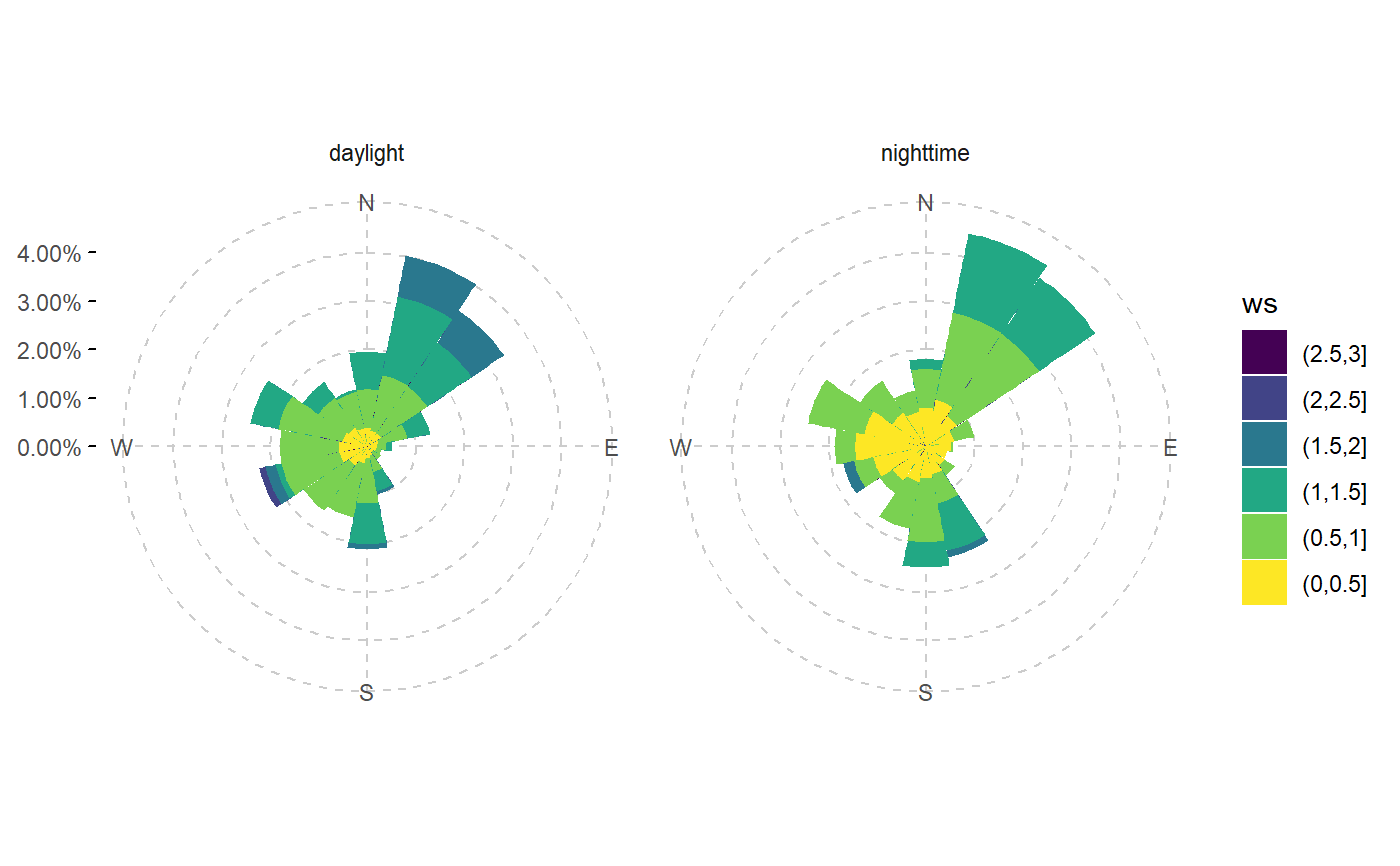 daylight
nighttime
N
N
4.00%
3.00%
2.00%
1.00%
0.00%
W
E
W
E
S
S
ws
(2.5,3]
(2,2.5]
(1.5,2]
(1,1.5]
(0.5,1]
(0,0.5]